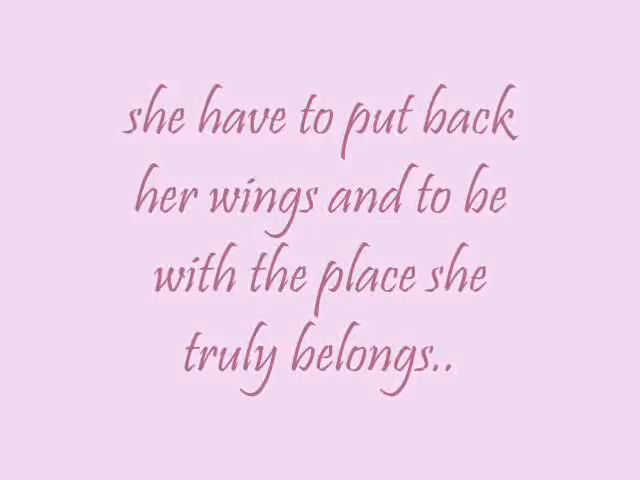 she have to put back
her wings and to be
with the place she
truly belongs..